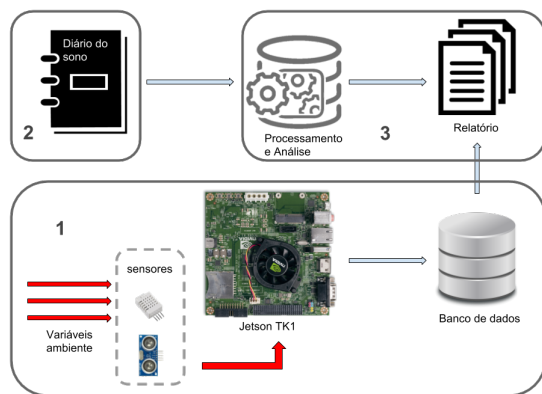 Diário do
sono
2
Processamento
e Análise
3
Relatório
1
sensores
Variáveis
ambiente
Jetson TK1
Banco de dados